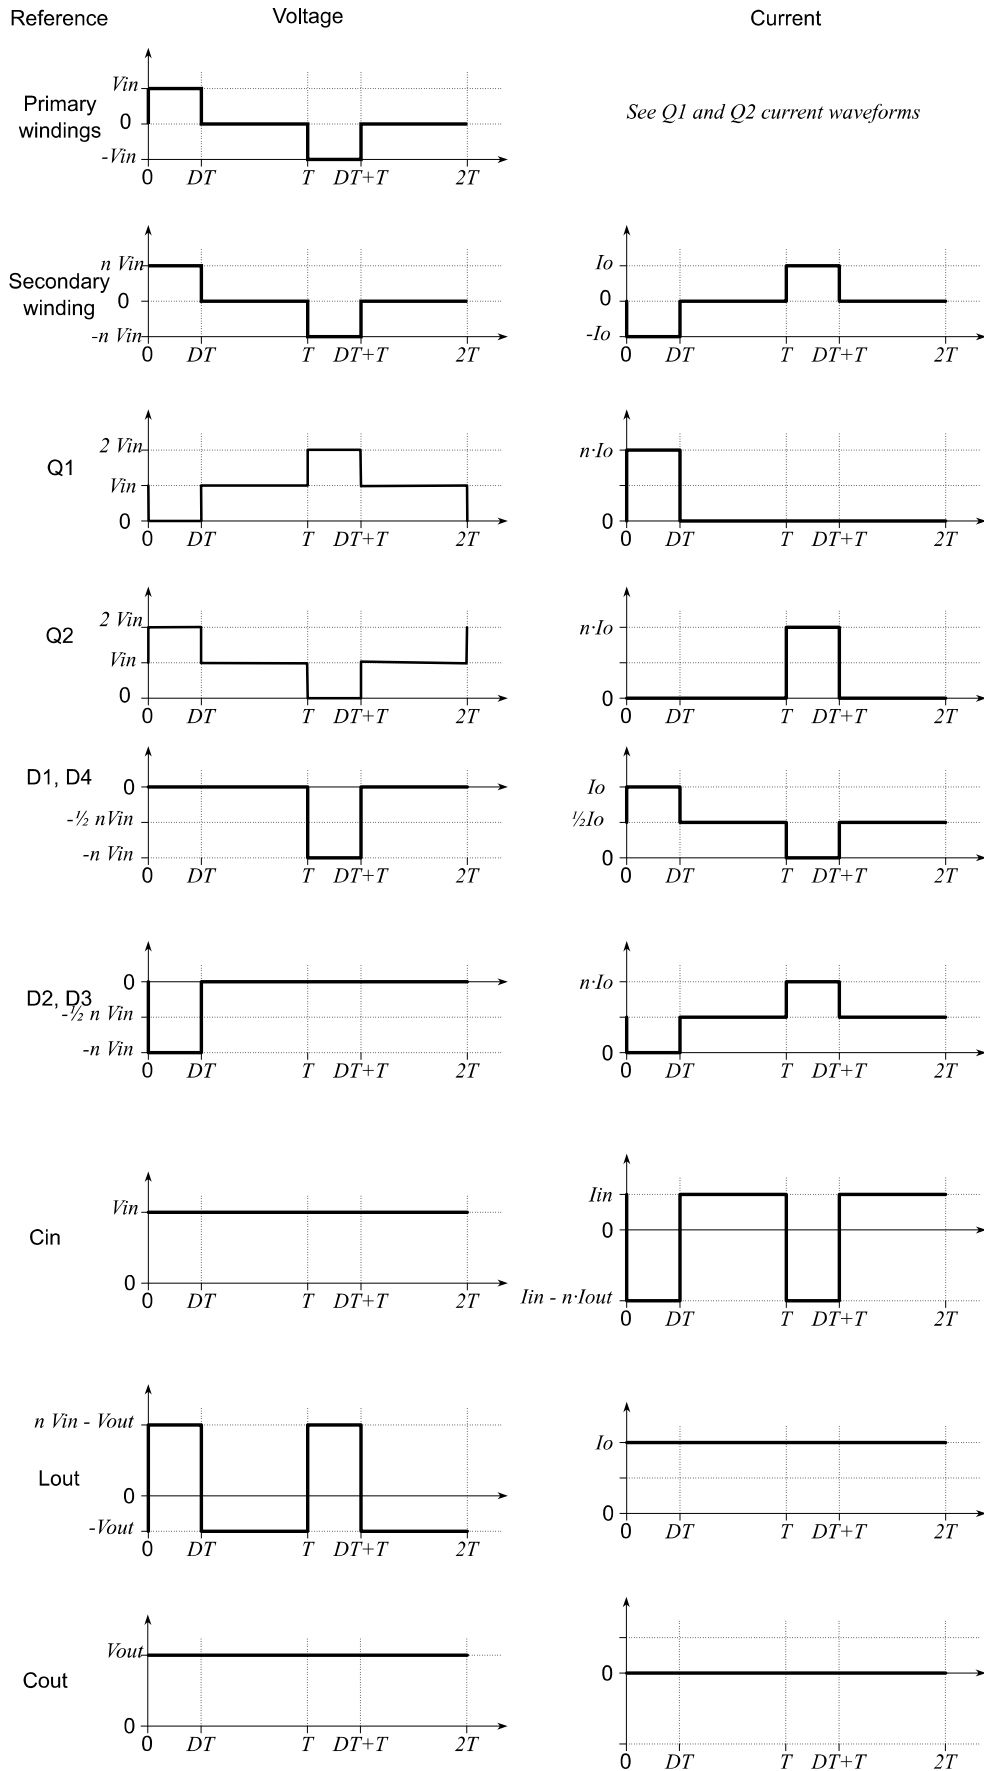 Reference Voltage Current
Primary windings
Vin
0
-Vin
0 DT T DT+T 2T
See Q1 and Q2 current waveforms
Secondary winding
n Vin
0
-n Vin
0 DT T DT+T 2T
Io
0
-Io
0 DT T DT+T 2T
Q1
2 Vin
Vin
0
0 DT T DT+T 2T
n·Io
0
0 DT T DT+T 2T
Q2
2 Vin
Vin
0
0 DT T DT+T 2T
n·Io
0
0 DT T DT+T 2T
D1, D4
0
-½ nVin
-n Vin
0 DT T DT+T 2T
Io
½Io
0
0 DT T DT+T 2T
D2, D3
0
-½ n Vin
-n Vin
0 DT T DT+T 2T
n·Io
0
0 DT T DT+T 2T
Cin
Vin
0
0 DT T DT+T 2T
Iin
0
Iin - n·Iout
0 DT T DT+T 2T
Lout
n Vin - Vout
0
-Vout
0 DT T DT+T 2T
Io
0
0 DT T DT+T 2T
Cout
Vout
0
0 DT T DT+T 2T
0
0 DT T DT+T 2T